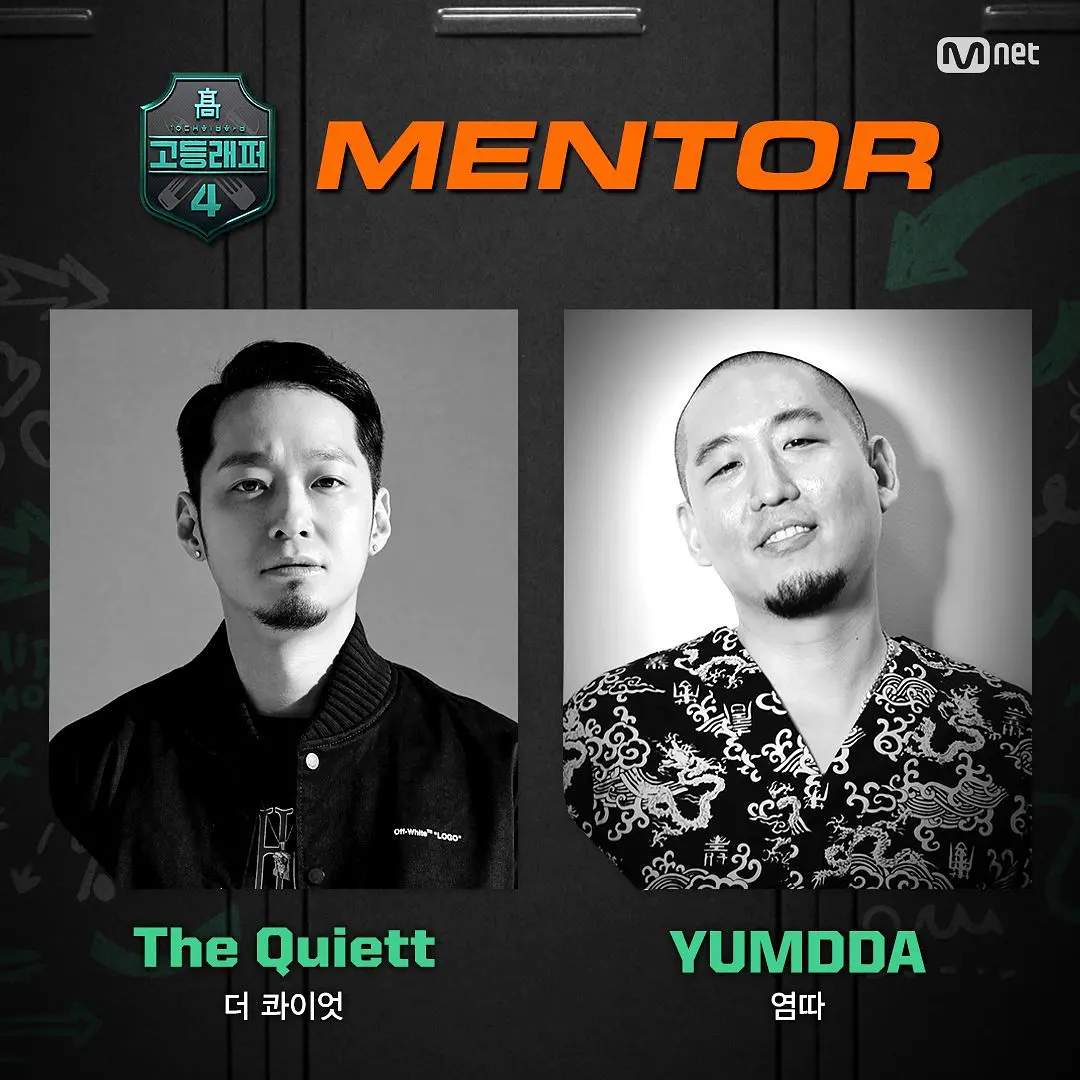 Mnet
高
고등래퍼
4
MENTOR
Off-White™ "LOGO"
The Quiett
더 콰이엇
YUMDDA
염따